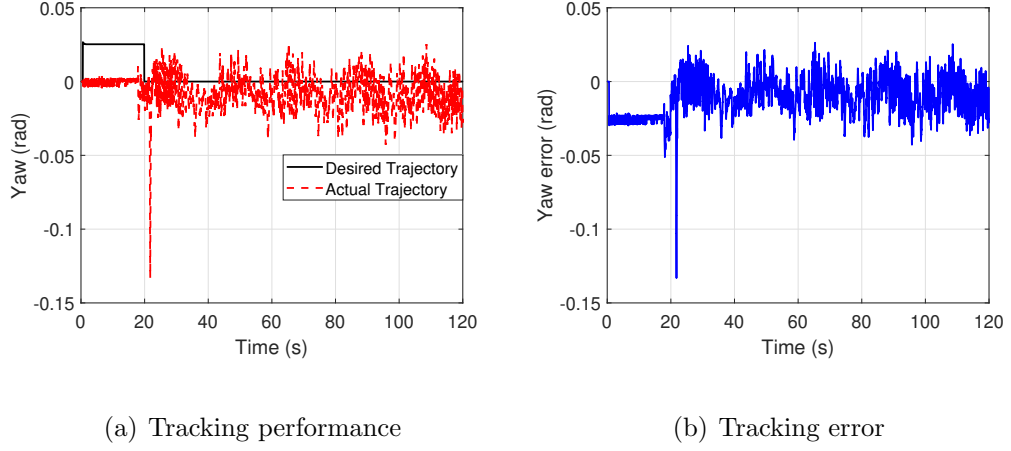 0.05
0
-0.05
-0.1
-0.15
Yaw (rad)
Desired Trajectory
Actual Trajectory
0 20 40 60 80 100 120
Time (s)
0.05
0
-0.05
-0.1
-0.15
Yaw error (rad)
0 20 40 60 80 100 120
Time (s)
(a) Tracking performance
(b) Tracking error